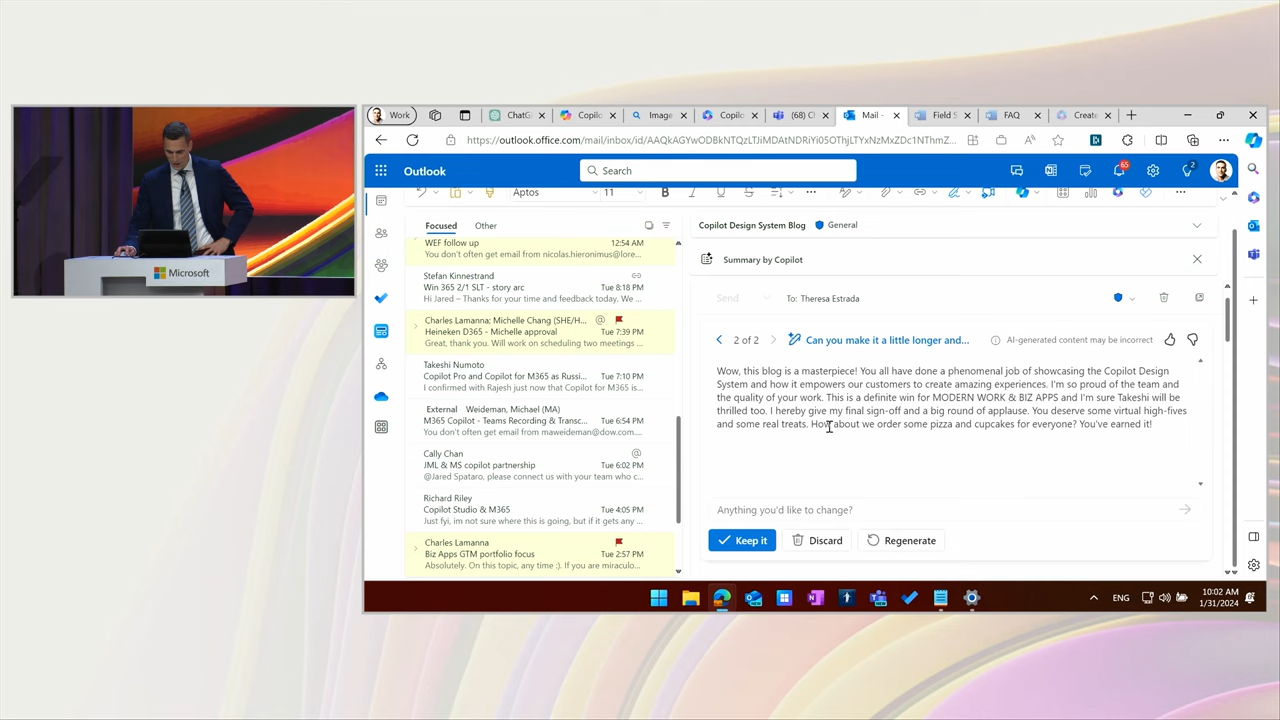 Microsoft
Work
ChatG
Copilo
Image
Copilo
(68) C
Mail -
Field S
FAQ
Create
https://outlook.office.com/mail/inbox/id/AAQkAGYwODBkNTQzLTJiMDAtNDRiYi05OThjLTYxNzMxZDc1NThmZ...
Outlook
Search
65
2
Aptos
11
B
Focused
Other
WEF follow up
12:54 AM
You don't often get email from nicolas.hieronimus@lore...
Stefan Kinnestrand
Win 365 2/1 SLT - story arc
Tue 8:18 PM
Hi Jared – Thanks for your time and feedback today. We ...
Charles Lamanna; Michelle Chang (SHE/H...
Heineken D365 - Michelle approval
Tue 7:39 PM
Great, thank you. Will work on scheduling two meetings ...
Takeshi Numoto
Copilot Pro and Copilot for M365 as Russi...
Tue 7:10 PM
I confirmed with Rajesh just now that Copilot for M365 is...
External Weideman, Michael (MA)
M365 Copilot - Teams Recording & Transc...
Tue 6:54 PM
You don't often get email from maweideman@dow.com...
Cally Chan
JML & MS copilot partnership
Tue 6:02 PM
@Jared Spataro, please connect us with your team who c...
Richard Riley
Copilot Studio & M365
Tue 4:05 PM
Just fyi, im not sure where this is going, but if it gets any ...
Charles Lamanna
Biz Apps GTM portfolio focus
Tue 2:57 PM
Absolutely. On this topic, any time :). If you are miraculo...
Copilot Design System Blog
General
Summary by Copilot
Send
To: Theresa Estrada
2 of 2
Can you make it a little longer and...
AI-generated content may be incorrect
Wow, this blog is a masterpiece! You all have done a phenomenal job of showcasing the Copilot Design
System and how it empowers our customers to create amazing experiences. I'm so proud of the team and
the quality of your work. This is a definite win for MODERN WORK & BIZ APPS and I'm sure Takeshi will be
thrilled too. I hereby give my final sign-off and a big round of applause. You deserve some virtual high-fives
and some real treats. How about we order some pizza and cupcakes for everyone? You've earned it!
Anything you'd like to change?
Keep it
Discard
Regenerate
ENG
10:02 AM
1/31/2024